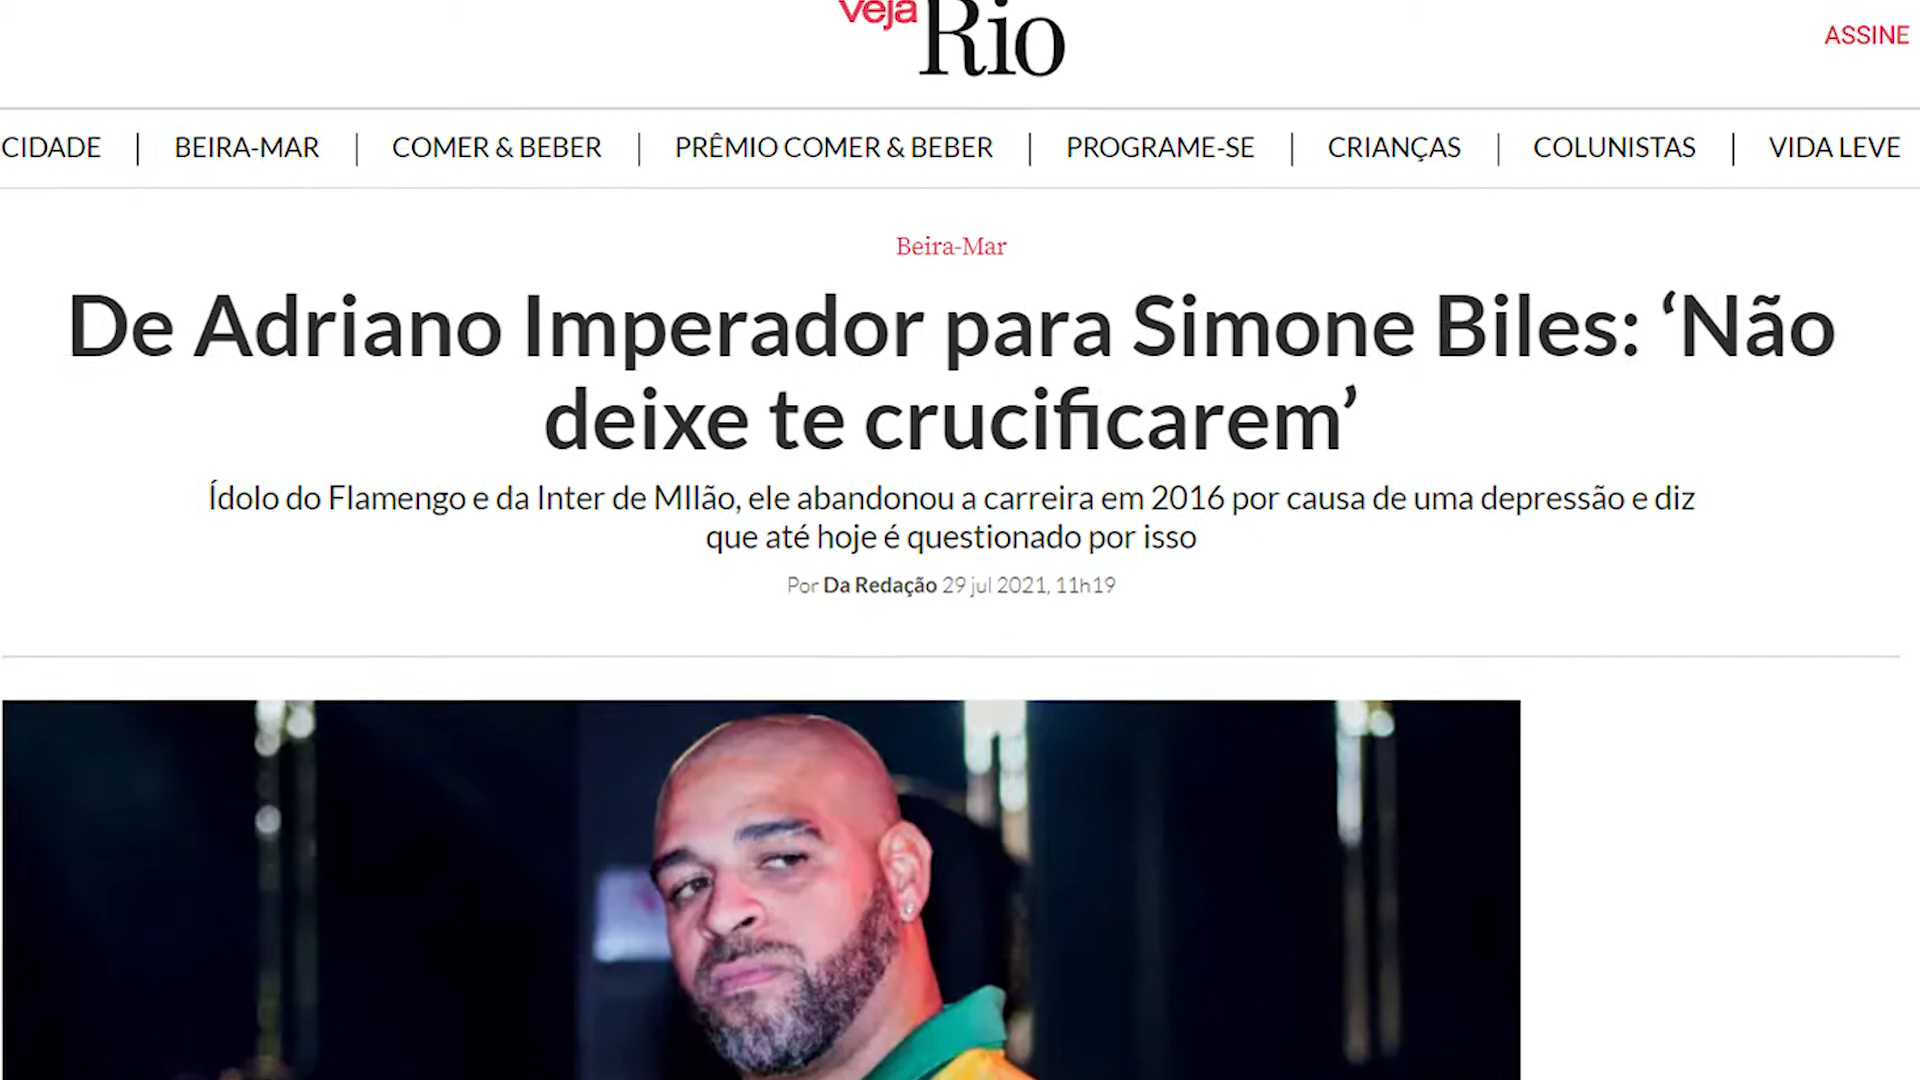 veja Rio
ASSINE
CIDADE | BEIRA-MAR | COMER & BEBER | PRÊMIO COMER & BEBER | PROGRAME-SE | CRIANÇAS | COLUNISTAS | VIDA LEVE
Beira-Mar
De Adriano Imperador para Simone Biles: ‘Não
deixe te crucificarem’
Ídolo do Flamengo e da Inter de MIlão, ele abandonou a carreira em 2016 por causa de uma depressão e diz
que até hoje é questionado por isso
Por Da Redação 29 jul 2021, 11h19